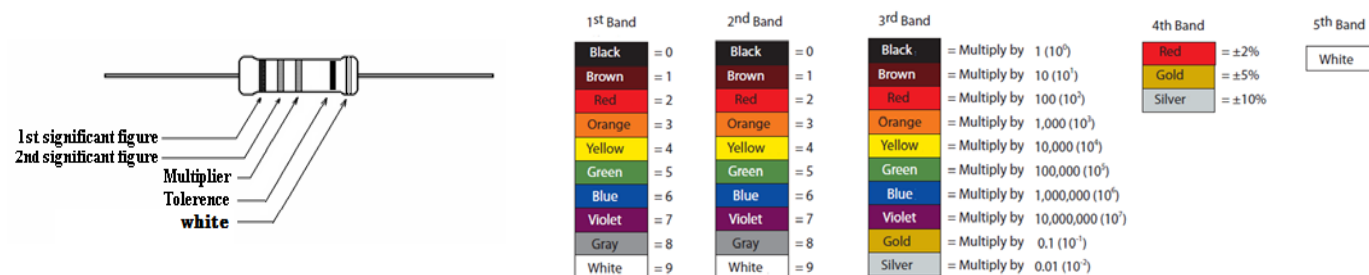 1st significant figure
2nd significant figure
Multiplier
Tolerence
white
1st Band
Black = 0
Brown = 1
Red = 2
Orange = 3
Yellow = 4
Green = 5
Blue = 6
Violet = 7
Gray = 8
White = 9
2nd Band
Black = 0
Brown = 1
Red = 2
Orange = 3
Yellow = 4
Green = 5
Blue = 6
Violet = 7
Gray = 8
White = 9
3rd Band
Black = Multiply by 1 (10⁰)
Brown = Multiply by 10 (10¹)
Red = Multiply by 100 (10²)
Orange = Multiply by 1,000 (10³)
Yellow = Multiply by 10,000 (10⁴)
Green = Multiply by 100,000 (10⁵)
Blue = Multiply by 1,000,000 (10⁶)
Violet = Multiply by 10,000,000 (10⁷)
Gold = Multiply by 0.1 (10⁻¹)
Silver = Multiply by 0.01 (10⁻²)
4th Band
Red = ±2%
Gold = ±5%
Silver = ±10%
5th Band
White